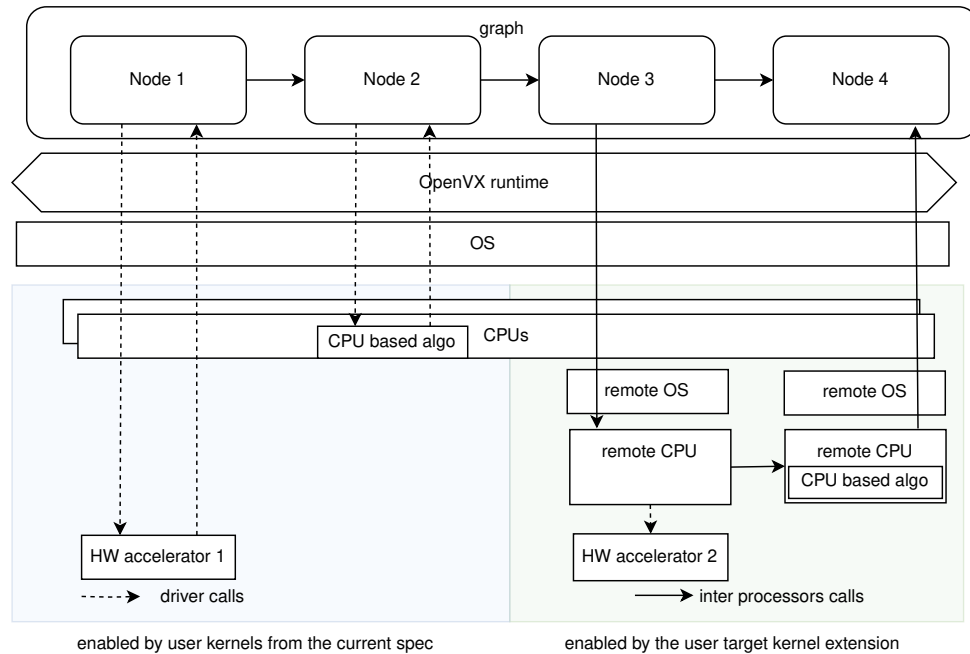 graph
Node 1
Node 2
Node 3
Node 4
OpenVX runtime
OS
CPUs
CPU based algo
remote OS
remote OS
remote CPU
remote CPU
CPU based algo
HW accelerator 1
HW accelerator 2
driver calls
inter processors calls
enabled by user kernels from the current spec
enabled by the user target kernel extension